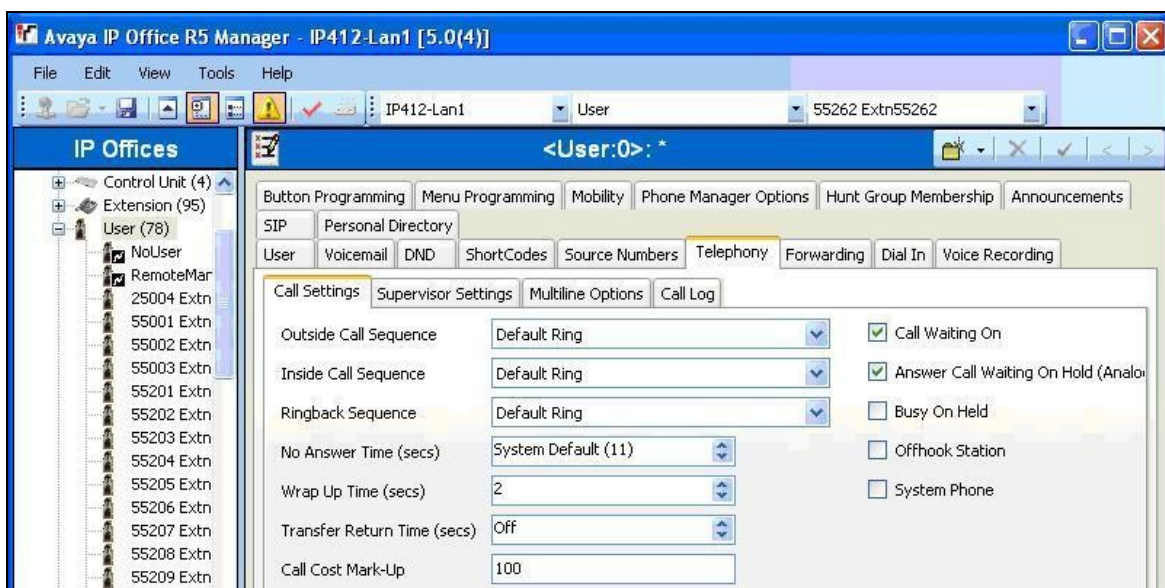 Avaya IP Office R5 Manager - IP412-Lan1 [5.0(4)]
File Edit View Tools Help
IP412-Lan1 User 55262 Extn55262
IP Offices
<User:0>: *
Control Unit (4)
Extension (95)
User (78)
NoUser
RemoteMar
25004 Extn
55001 Extn
55002 Extn
55003 Extn
55201 Extn
55202 Extn
55203 Extn
55204 Extn
55205 Extn
55206 Extn
55207 Extn
55208 Extn
55209 Extn
Button Programming Menu Programming Mobility Phone Manager Options Hunt Group Membership Announcements
SIP Personal Directory
User Voicemail DND ShortCodes Source Numbers Telephony Forwarding Dial In Voice Recording
Call Settings Supervisor Settings Multiline Options Call Log
Outside Call Sequence Default Ring Call Waiting On
Inside Call Sequence Default Ring Answer Call Waiting On Hold (Analo
Ringback Sequence Default Ring Busy On Held
No Answer Time (secs) System Default (11) Offhook Station
Wrap Up Time (secs) 2 System Phone
Transfer Return Time (secs) Off
Call Cost Mark-Up 100